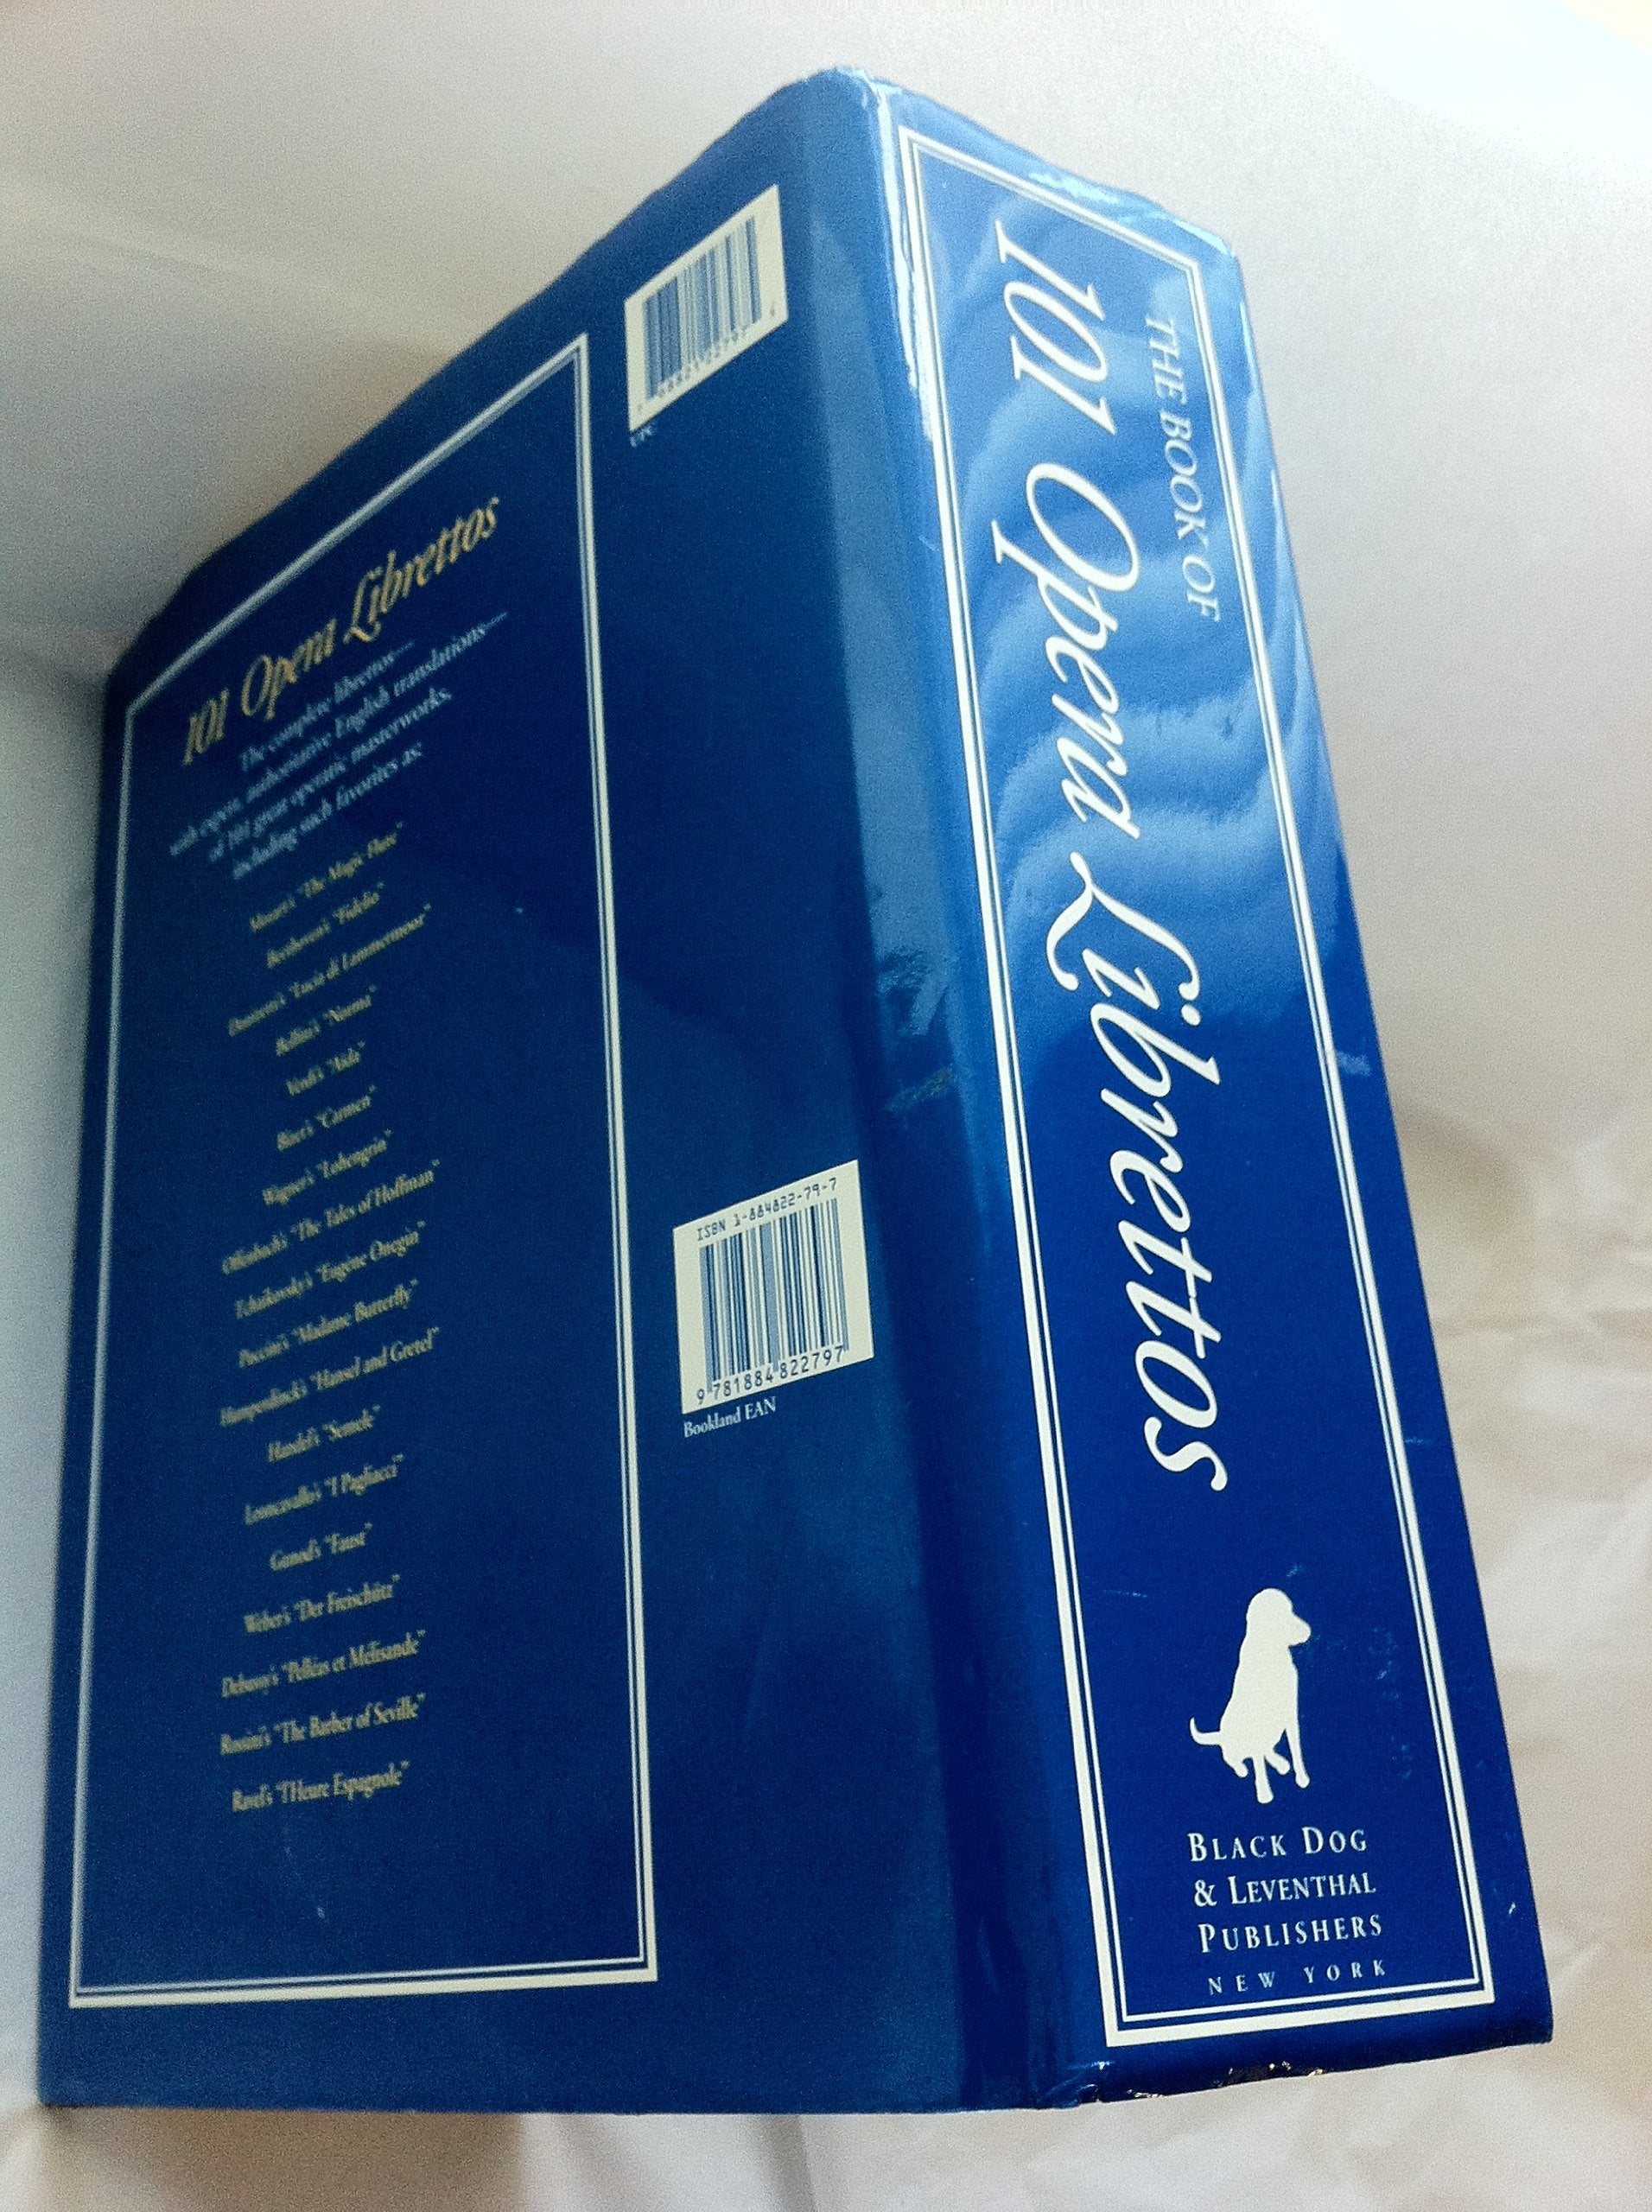 101 Opera Librettos
The complete librettos—
with expert, authoritative English translations—
of 101 great operatic masterworks,
including such favorites as:
Mozart's "The Magic Flute"
Beethoven's "Fidelio"
Donizetti's "Lucia di Lammermoor"
Bellini's "Norma"
Verdi's "Aida"
Bizet's "Carmen"
Wagner's "Lohengrin"
Offenbach's "The Tales of Hoffman"
Tchaikovsky's "Eugene Onegin"
Puccini's "Madame Butterfly"
Humperdinck's "Hansel and Gretel"
Handel's "Semele"
Leoncavallo's "I Pagliacci"
Gunod's "Faust"
Weber's "Der Freischütz"
Debussy's "Pelléas et Mélisande"
Rossini's "The Barber of Seville"
Ravel's "l'Heure Espagnole"
UPC
ISBN 1-884822-79-7
9 781884 822797
Bookland EAN
THE BOOK OF
101 Opera Librettos
BLACK DOG
& LEVENTHAL
PUBLISHERS
NEW YORK